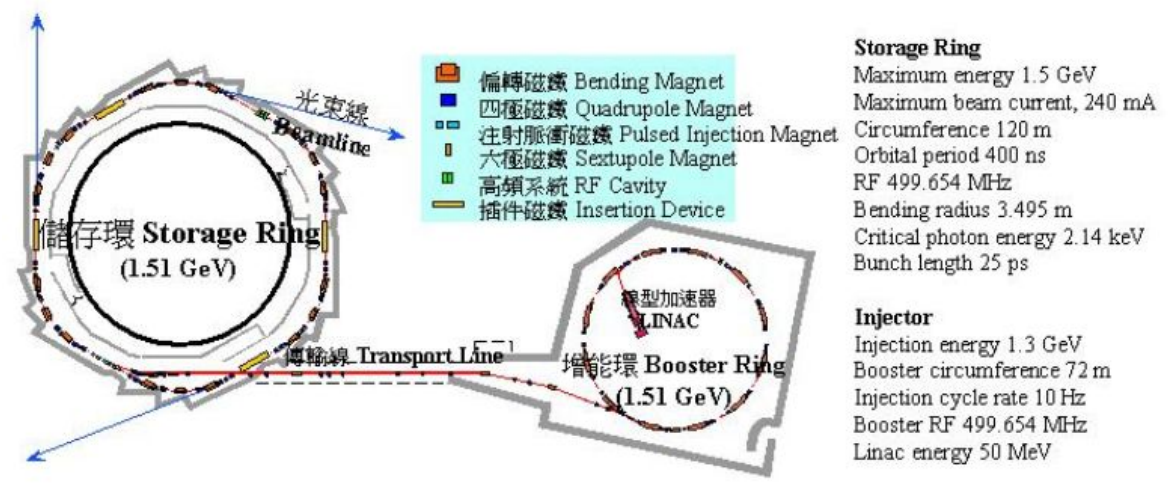 光束線
Beamline
偏轉磁鐵 Bending Magnet
四極磁鐵 Quadrupole Magnet
注射脈衝磁鐵 Pulsed Injection Magnet
六極磁鐵 Sextupole Magnet
高頻系統 RF Cavity
插件磁鐵 Insertion Device
儲存環 Storage Ring
(1.51 GeV)
傳輸線 Transport Line
線型加速器
LINAC
增能環 Booster Ring
(1.51 GeV)
Storage Ring
Maximum energy 1.5 GeV
Maximum beam current, 240 mA
Circumference 120 m
Orbital period 400 ns
RF 499.654 MHz
Bending radius 3.495 m
Critical photon energy 2.14 keV
Bunch length 25 ps
Injector
Injection energy 1.3 GeV
Booster circumference 72 m
Injection cycle rate 10 Hz
Booster RF 499.654 MHz
Linac energy 50 MeV